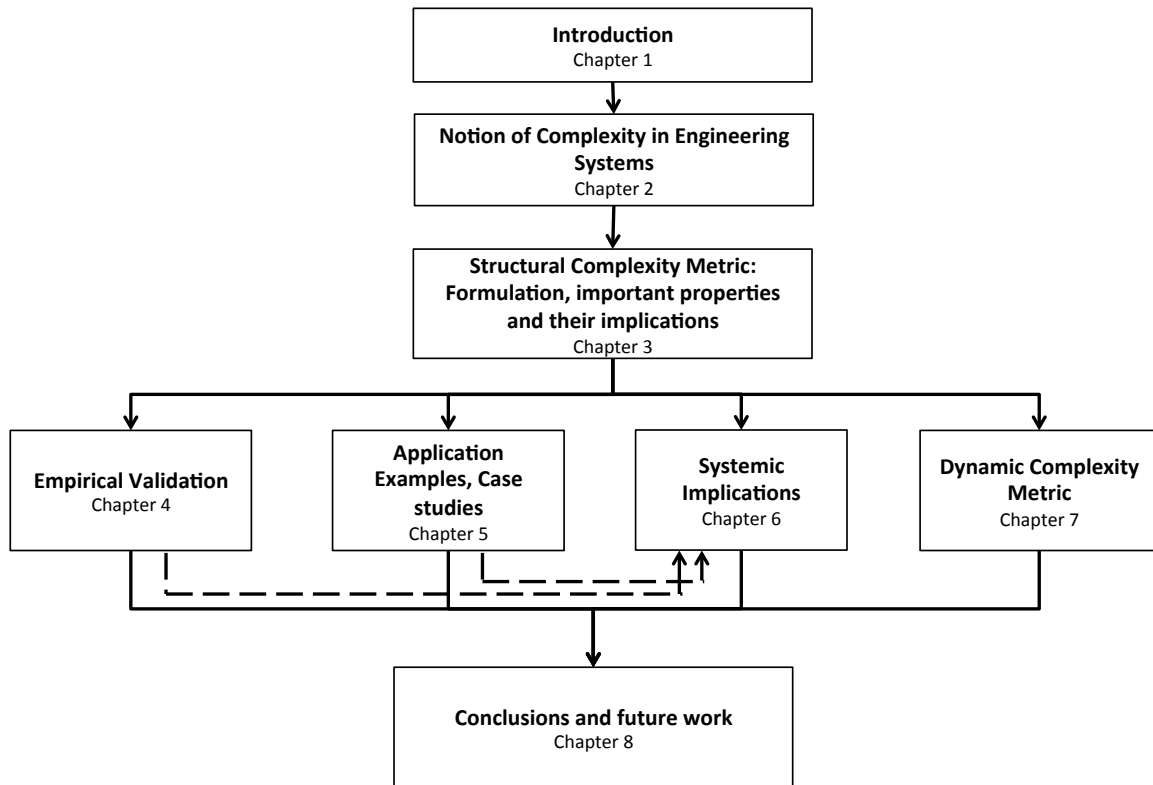 Introduction
Chapter 1
Notion of Complexity in Engineering
Systems
Chapter 2
Structural Complexity Metric:
Formulation, important properties
and their implications
Chapter 3
Empirical Validation
Chapter 4
Application
Examples, Case
studies
Chapter 5
Systemic
Implications
Chapter 6
Dynamic Complexity
Metric
Chapter 7
Conclusions and future work
Chapter 8